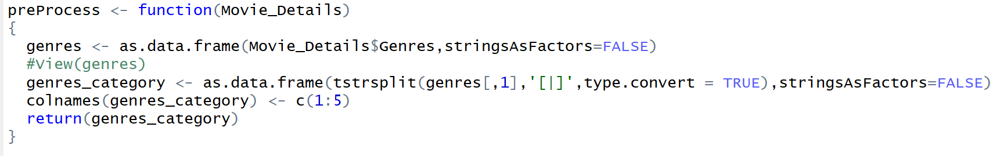 preProcess <- function(Movie_Details)
{
  genres <- as.data.frame(Movie_Details$Genres,stringsAsFactors=FALSE)
  #View(genres)
  genres_category <- as.data.frame(tstrsplit(genres[,1],'[|]',type.convert = TRUE),stringsAsFactors=FALSE)
  colnames(genres_category) <- c(1:5)
  return(genres_category)
}